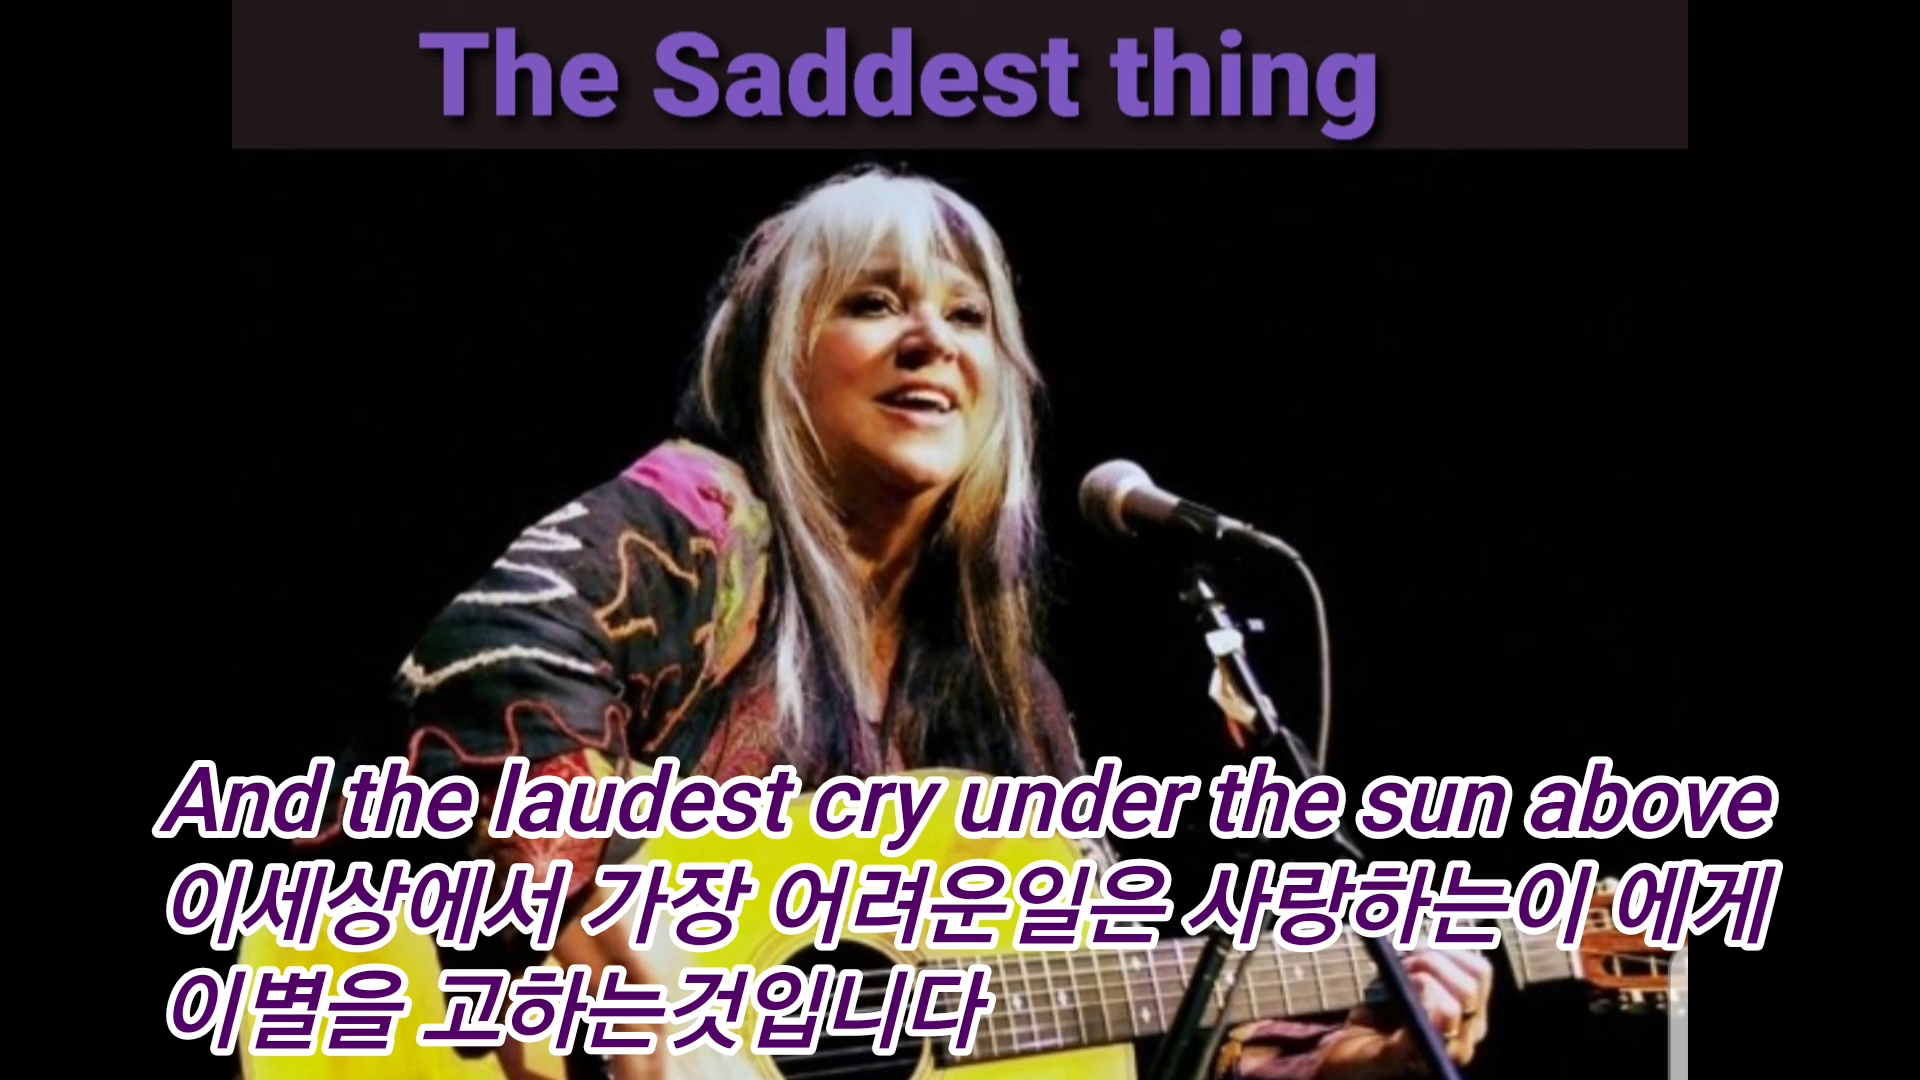 The Saddest thing
And the laudest cry under the sun above
이세상에서 가장 어려운일은 사랑하는이 에게
이별을 고하는것입니다